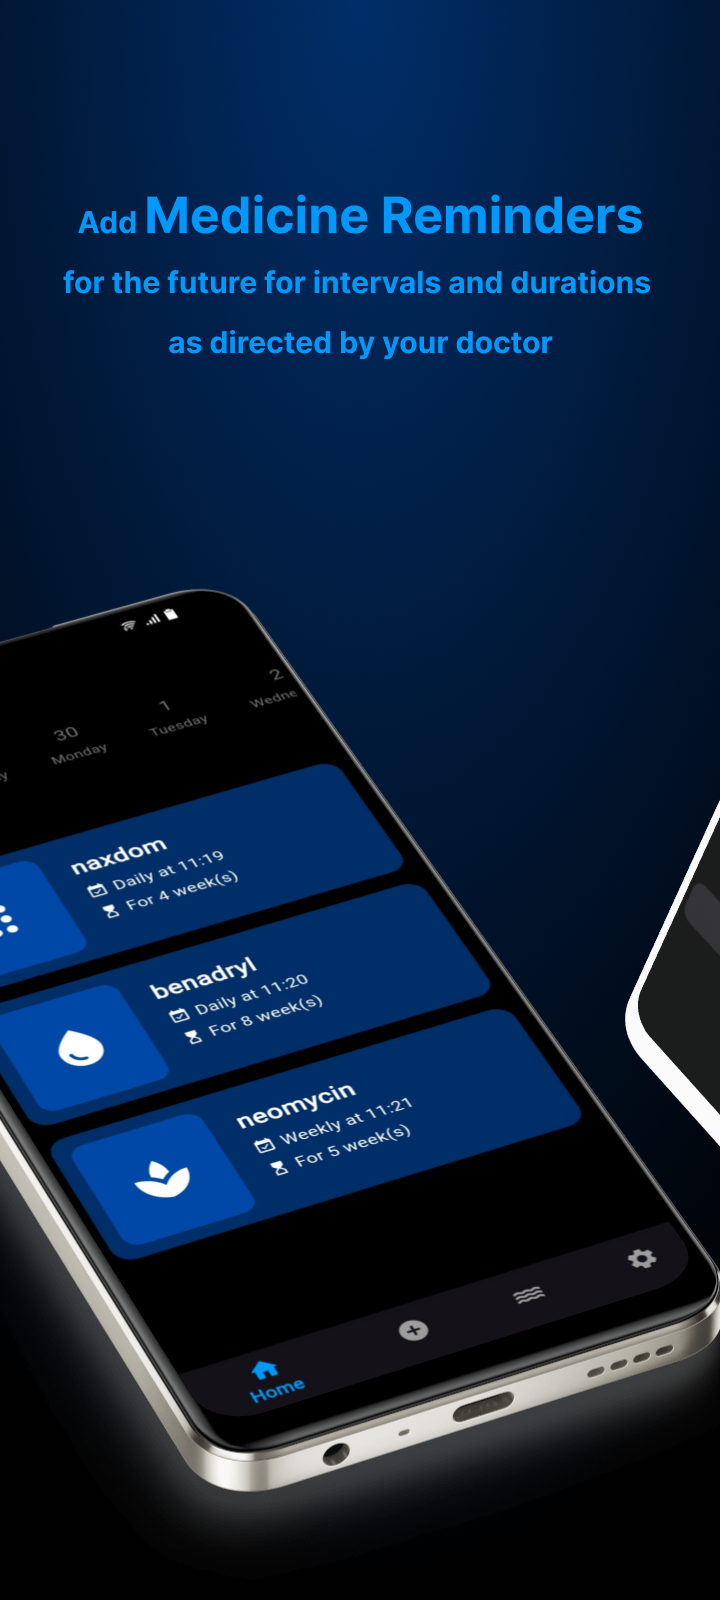 Add Medicine Reminders
for the future for intervals and durations
as directed by your doctor
30
Monday
1
Tuesday
2
naxdom
Daily at 11:19
For 4 week(s)
benadryl
Daily at 11:20
For 8 week(s)
neomycin
Weekly at 11:21
For 5 week(s)
Home